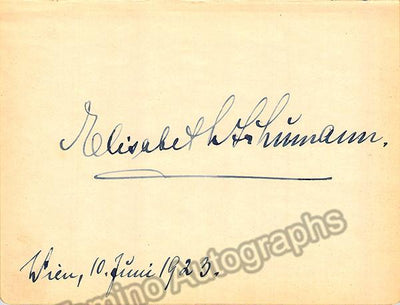 Elisabeth Schumann.
Wien, 10. Juni 1923.
Tamino Autographs